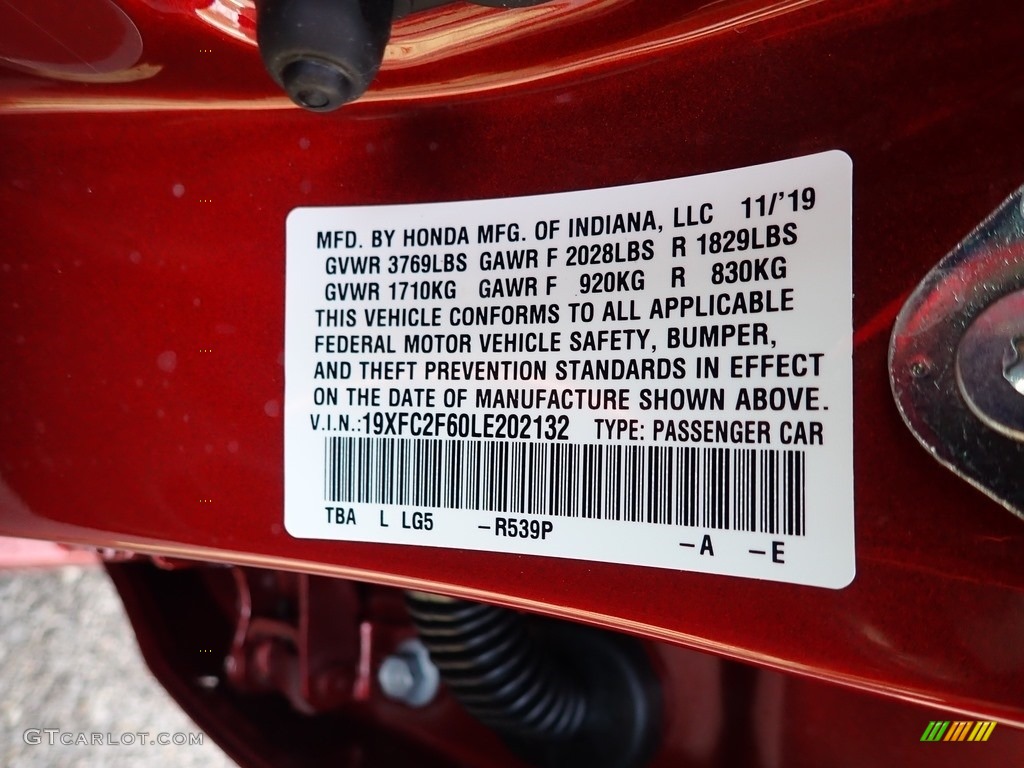 MFD. BY HONDA MFG. OF INDIANA, LLC 11/'19
GVWR 3769LBS GAWR F 2028LBS R 1829LBS
GVWR 1710KG GAWR F 920KG R 830KG
THIS VEHICLE CONFORMS TO ALL APPLICABLE
FEDERAL MOTOR VEHICLE SAFETY, BUMPER,
AND THEFT PREVENTION STANDARDS IN EFFECT
ON THE DATE OF MANUFACTURE SHOWN ABOVE.
V.I.N.:19XFC2F60LE202132 TYPE: PASSENGER CAR
TBA L LG5 –R539P –A –E
GTCARLOT.COM